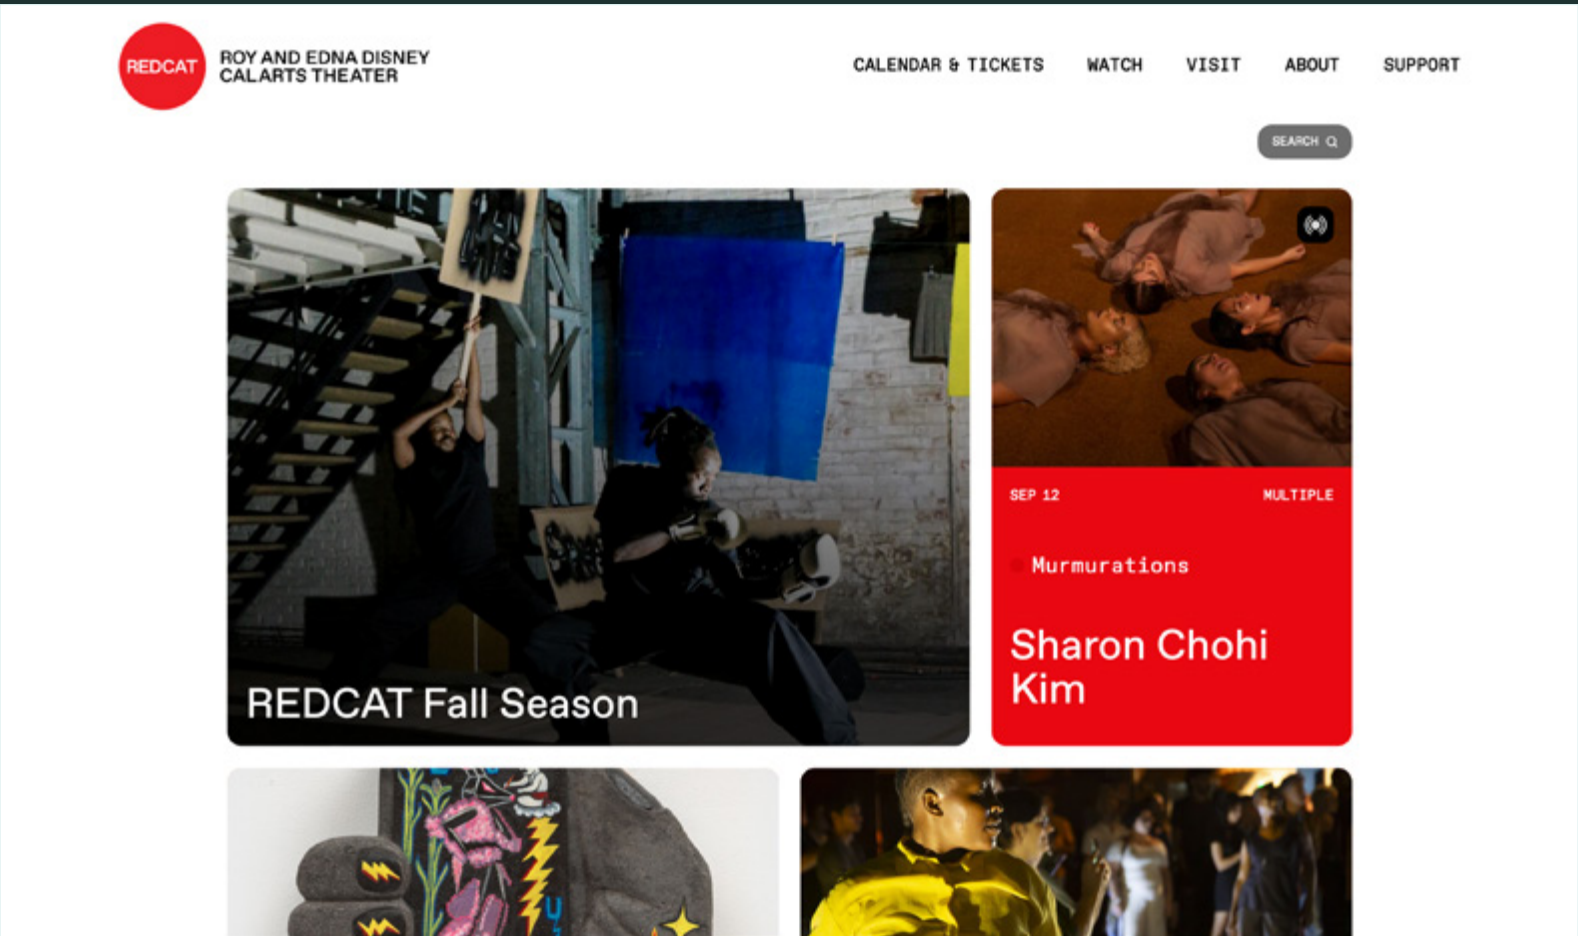 REDCAT
ROY AND EDNA DISNEY
CALARTS THEATER
CALENDAR & TICKETS
WATCH
VISIT
ABOUT
SUPPORT
SEARCH
REDCAT Fall Season
SEP 12
MULTIPLE
Murmurations
Sharon Chohi
Kim